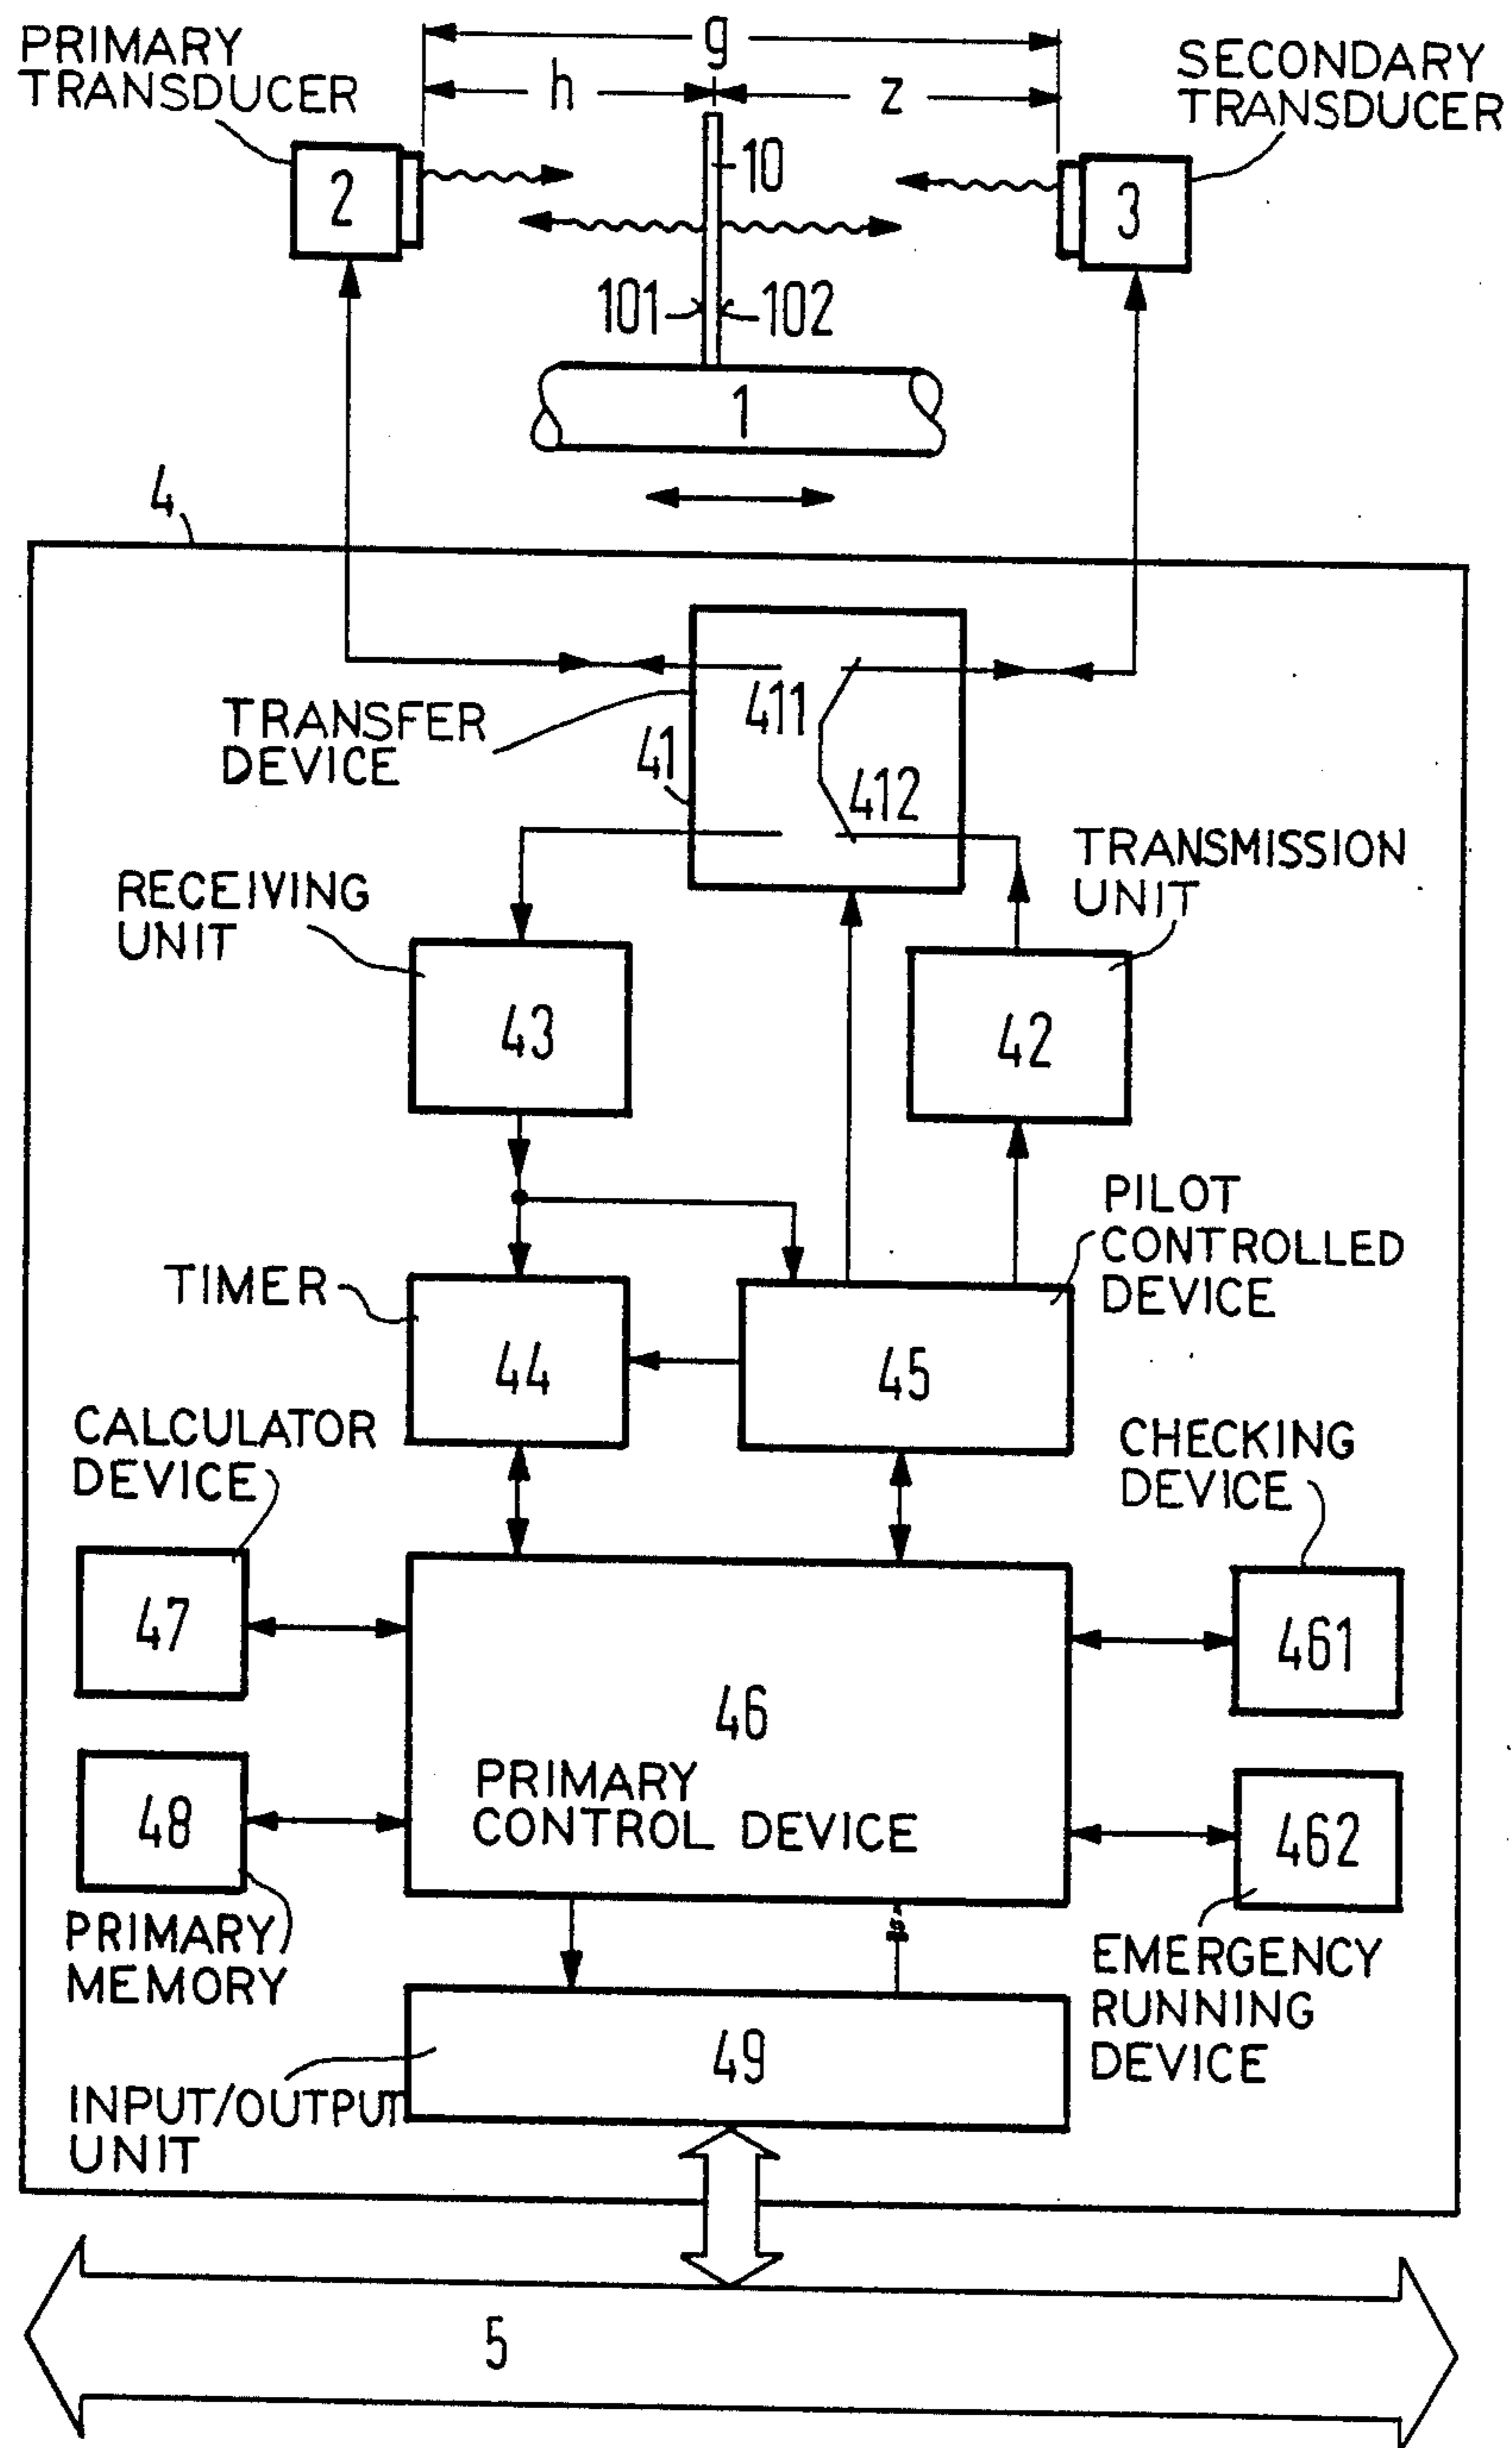 g
PRIMARY
TRANSDUCER
h
z
SECONDARY
TRANSDUCER
2
10
3
101
102
1
4
TRANSFER
DEVICE
41
411
412
RECEIVING
UNIT
TRANSMISSION
UNIT
43
42
PILOT
CONTROLLED
DEVICE
TIMER
44
45
CALCULATOR
DEVICE
CHECKING
DEVICE
47
461
46
PRIMARY
CONTROL DEVICE
48
462
PRIMARY
MEMORY
EMERGENCY
RUNNING
DEVICE
49
INPUT/OUTPUT
UNIT
5